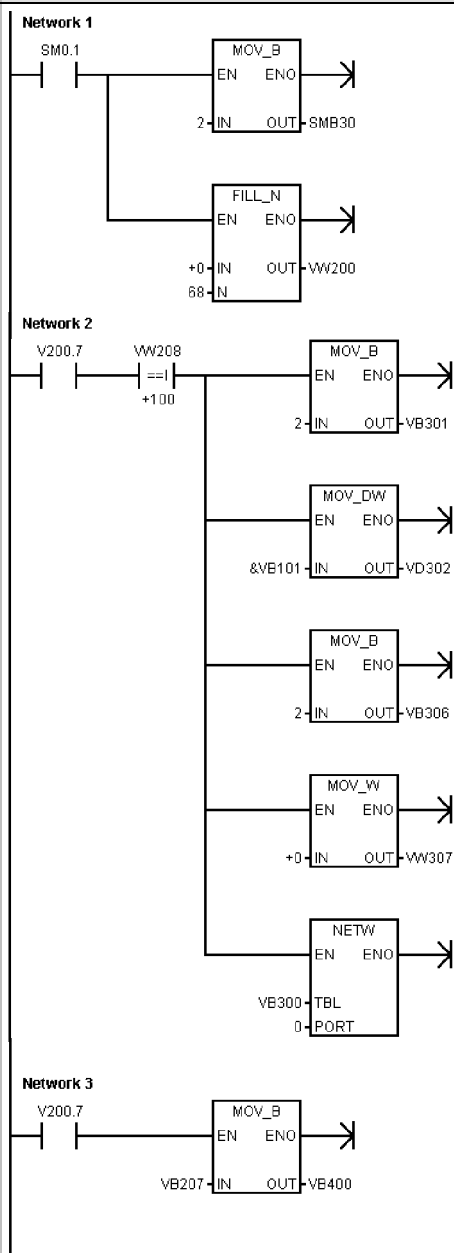 Network 1
SM0.1
MOV_B
EN ENO
2 IN OUT SMB30
FILL_N
EN ENO
+0 IN OUT VW200
68 N
Network 2
V200.7 VW208
==I
+100
MOV_B
EN ENO
2 IN OUT VB301
MOV_DW
EN ENO
&VB101 IN OUT VD302
MOV_B
EN ENO
2 IN OUT VB306
MOV_W
EN ENO
+0 IN OUT VW307
NETW
EN ENO
VB300 TBL
0 PORT
Network 3
V200.7
MOV_B
EN ENO
VB207 IN OUT VB400